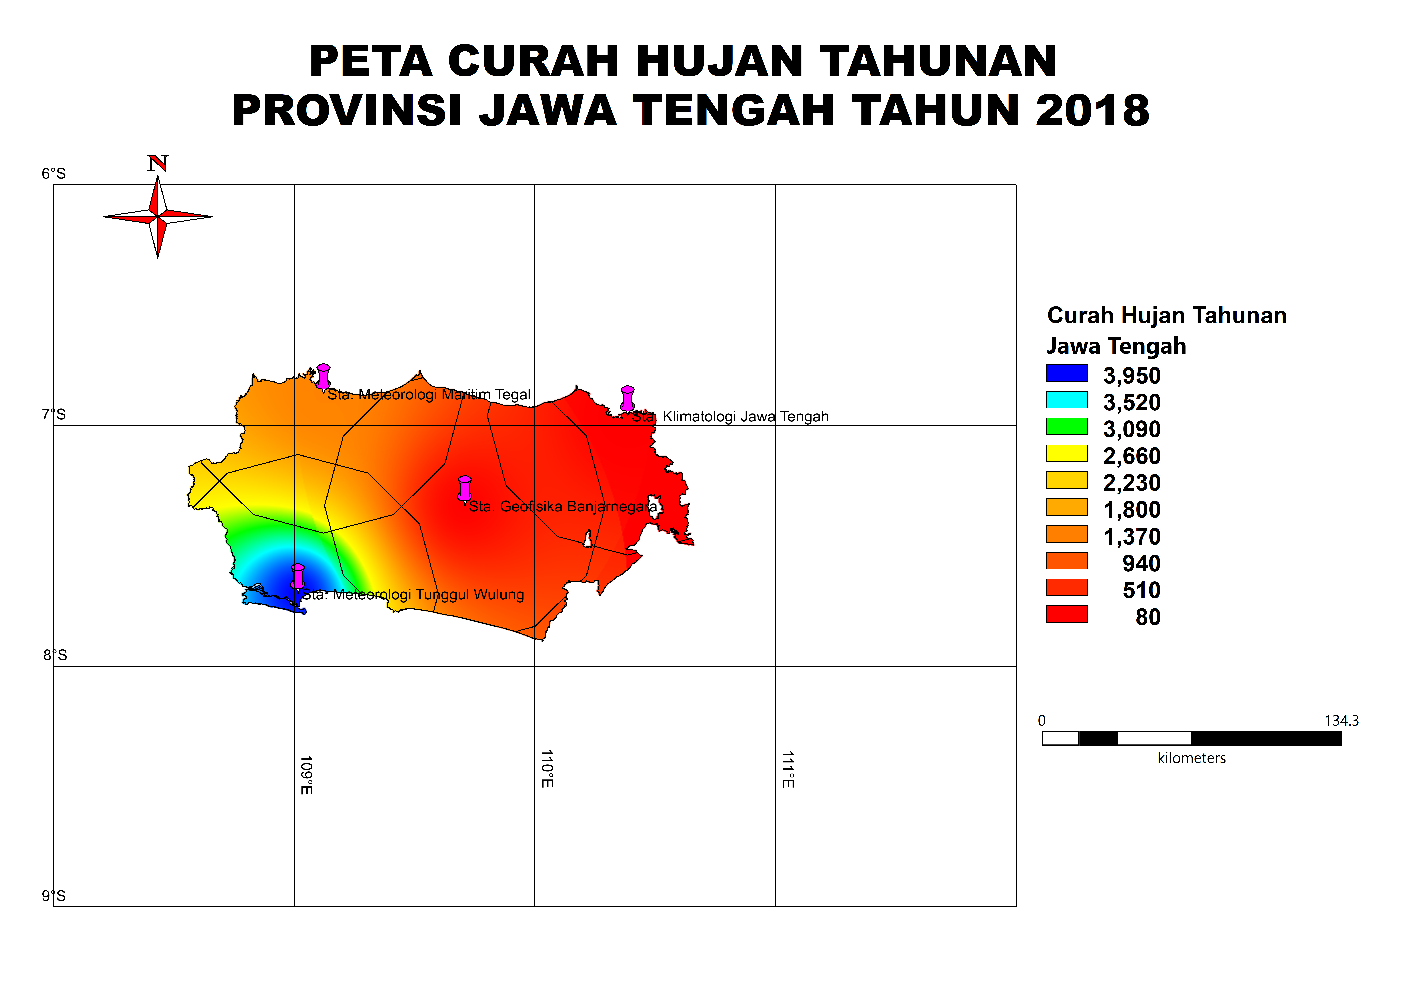 PETA CURAH HUJAN TAHUNAN
PROVINSI JAWA TENGAH TAHUN 2018
N
6°S
7°S
8°S
9°S
Sta. Meteorologi Maritim Tegal
Sta. Klimatologi Jawa Tengah
Sta. Geofisika Banjarnegara
Sta. Meteorologi Tunggul Wulung
109°E
110°E
111°E
Curah Hujan Tahunan
Jawa Tengah
3,950
3,520
3,090
2,660
2,230
1,800
1,370
940
510
80
0 134.3
kilometers